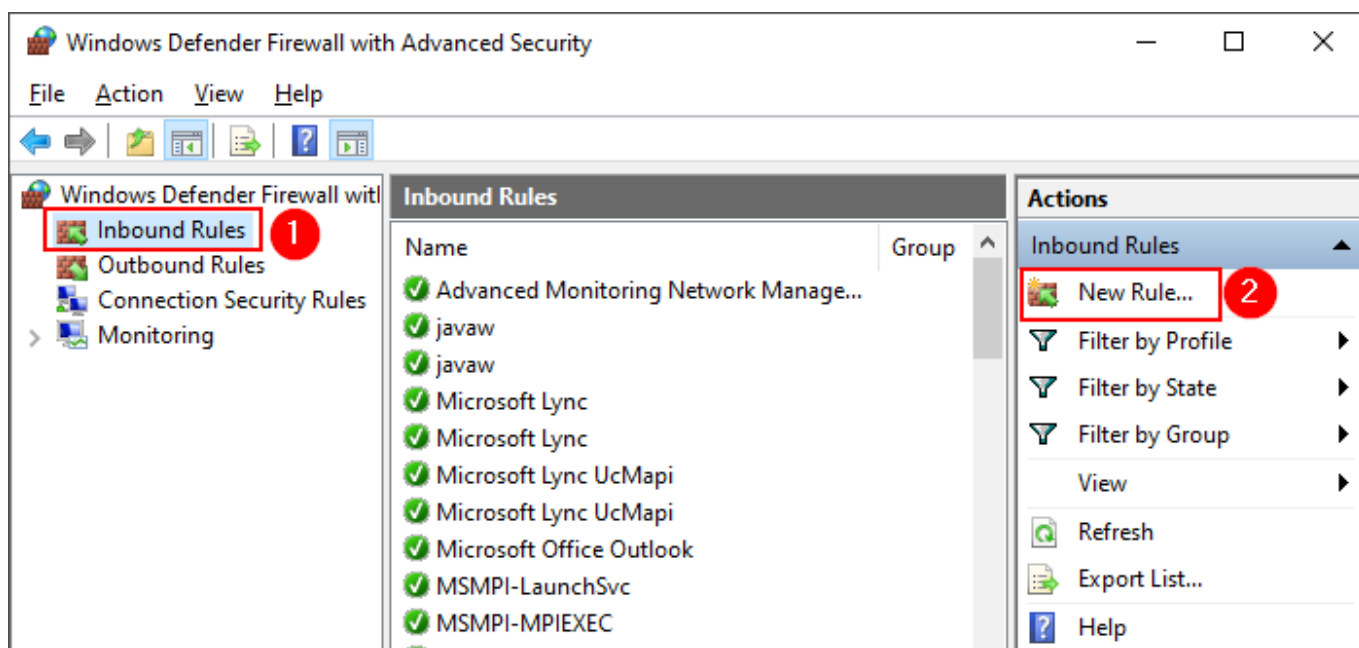 Windows Defender Firewall with Advanced Security
File Action View Help
Windows Defender Firewall witl
Inbound Rules
1
Outbound Rules
Connection Security Rules
Monitoring
Inbound Rules
Name Group
Advanced Monitoring Network Manage...
javaw
javaw
Microsoft Lync
Microsoft Lync
Microsoft Lync UcMapi
Microsoft Lync UcMapi
Microsoft Office Outlook
MSMPI-LaunchSvc
MSMPI-MPIEXEC
Actions
Inbound Rules
New Rule...
2
Filter by Profile
Filter by State
Filter by Group
View
Refresh
Export List...
Help